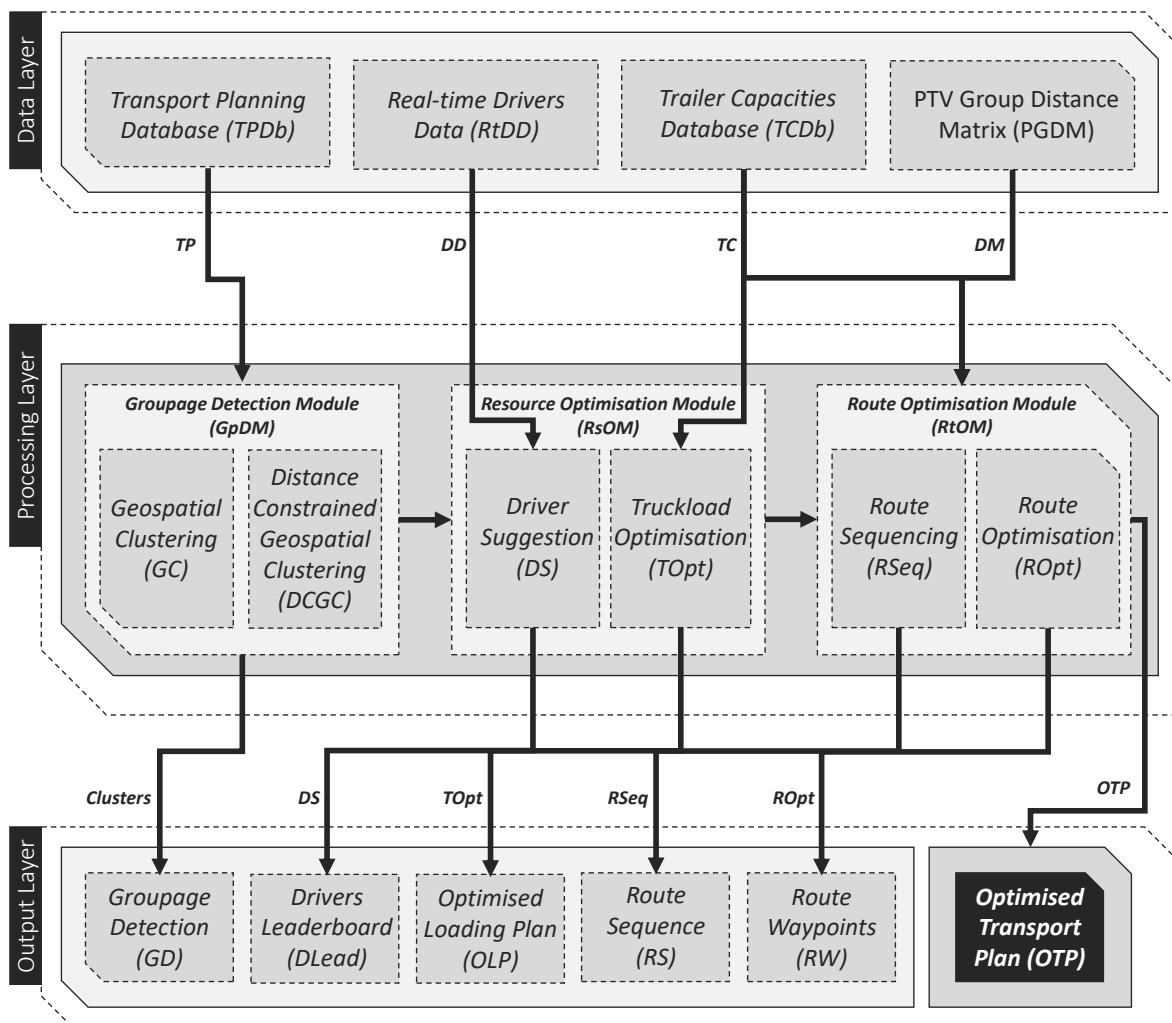 Data Layer
Transport Planning
Database (TPDb)
Real-time Drivers
Data (RtDD)
Trailer Capacities
Database (TCDb)
PTV Group Distance
Matrix (PGDM)
TP
DD
TC
DM
Processing Layer
Groupage Detection Module
(GpDM)
Geospatial
Clustering
(GC)
Distance
Constrained
Geospatial
Clustering
(DCGC)
Resource Optimisation Module
(RsOM)
Driver
Suggestion
(DS)
Truckload
Optimisation
(TOpt)
Route Optimisation Module
(RtOM)
Route
Sequencing
(RSeq)
Route
Optimisation
(ROpt)
Clusters
DS
TOpt
RSeq
ROpt
OTP
Output Layer
Groupage
Detection
(GD)
Drivers
Leaderboard
(DLead)
Optimised
Loading Plan
(OLP)
Route
Sequence
(RS)
Route
Waypoints
(RW)
Optimised
Transport
Plan (OTP)